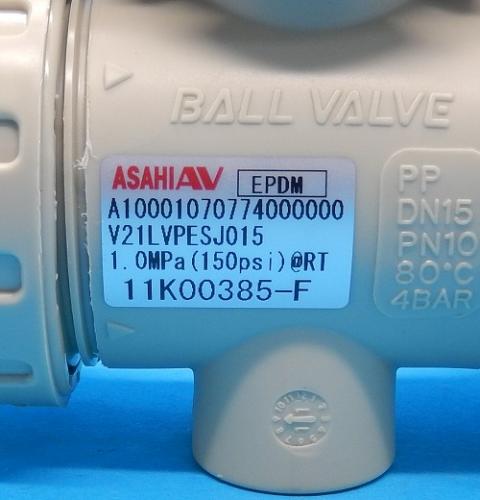 BALL VALVE
ASAHI AV EPDM
A10001070774000000
V21LVPESJ015
1.0MPa(150psi)@RT
11K00385-F
PP
DN15
PN10
80°C
4BAR